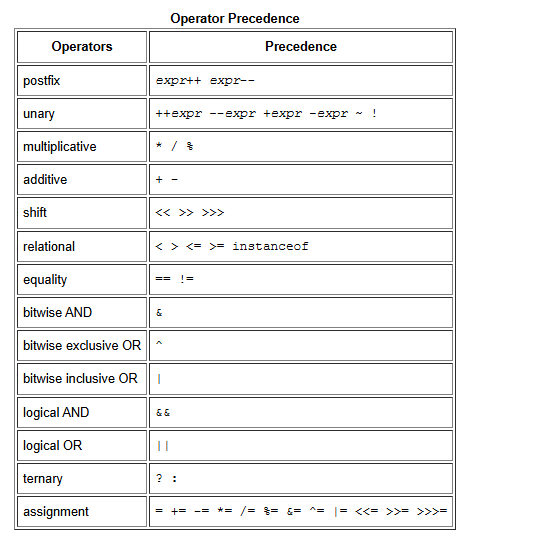 Operator Precedence
Operators Precedence
postfix expr++ expr--
unary ++expr --expr +expr -expr ~ !
multiplicative * / %
additive + -
shift << >> >>>
relational < > <= >= instanceof
equality == !=
bitwise AND &
bitwise exclusive OR ^
bitwise inclusive OR |
logical AND &&
logical OR ||
ternary ? :
assignment = += -= *= /= %= &= ^= |= <<= >>= >>>=